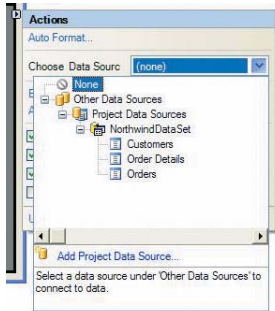 Actions
Auto Format...
Choose Data Sourc (none)
None
Other Data Sources
Project Data Sources
NorthwindDataSet
Customers
Order Details
Orders
Add Project Data Source...
Select a data source under 'Other Data Sources' to
connect to data.